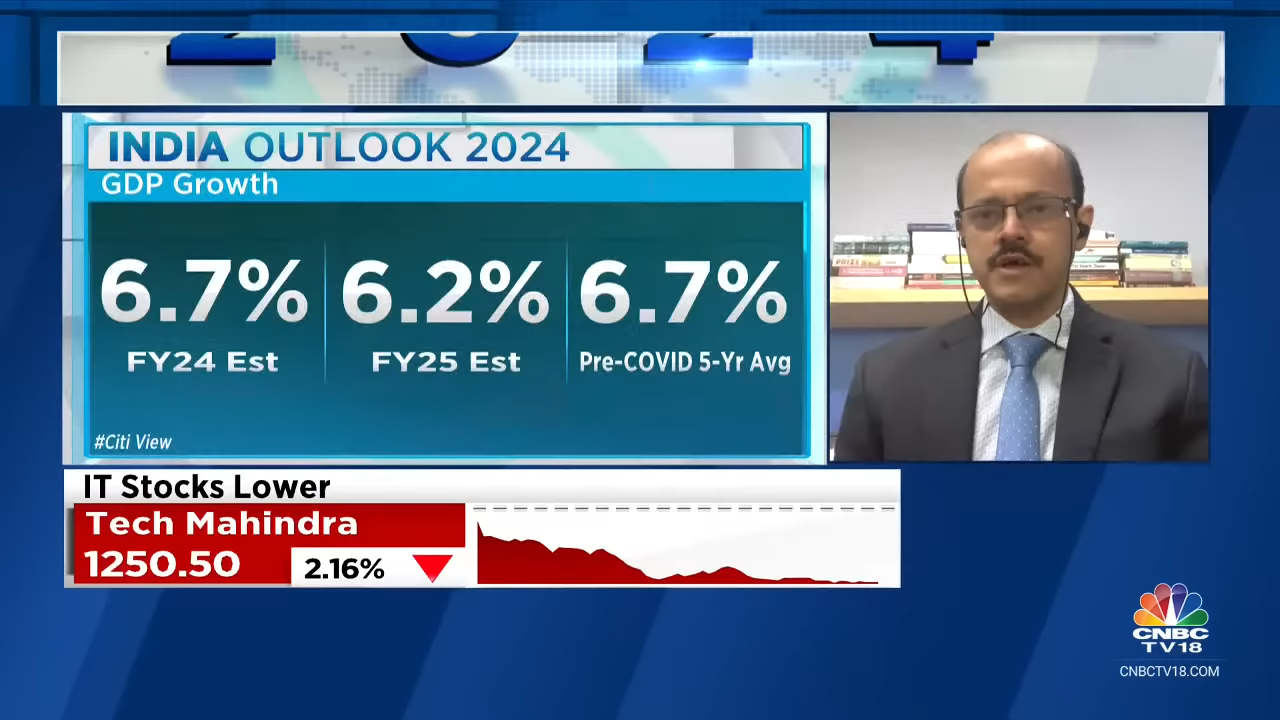 2024
INDIA OUTLOOK 2024
GDP Growth
6.7% 6.2% 6.7%
FY24 Est FY25 Est Pre-COVID 5-Yr Avg
#Citi View
IT Stocks Lower
Tech Mahindra
1250.50 2.16%
CNBC
TV18
CNBCTV18.COM